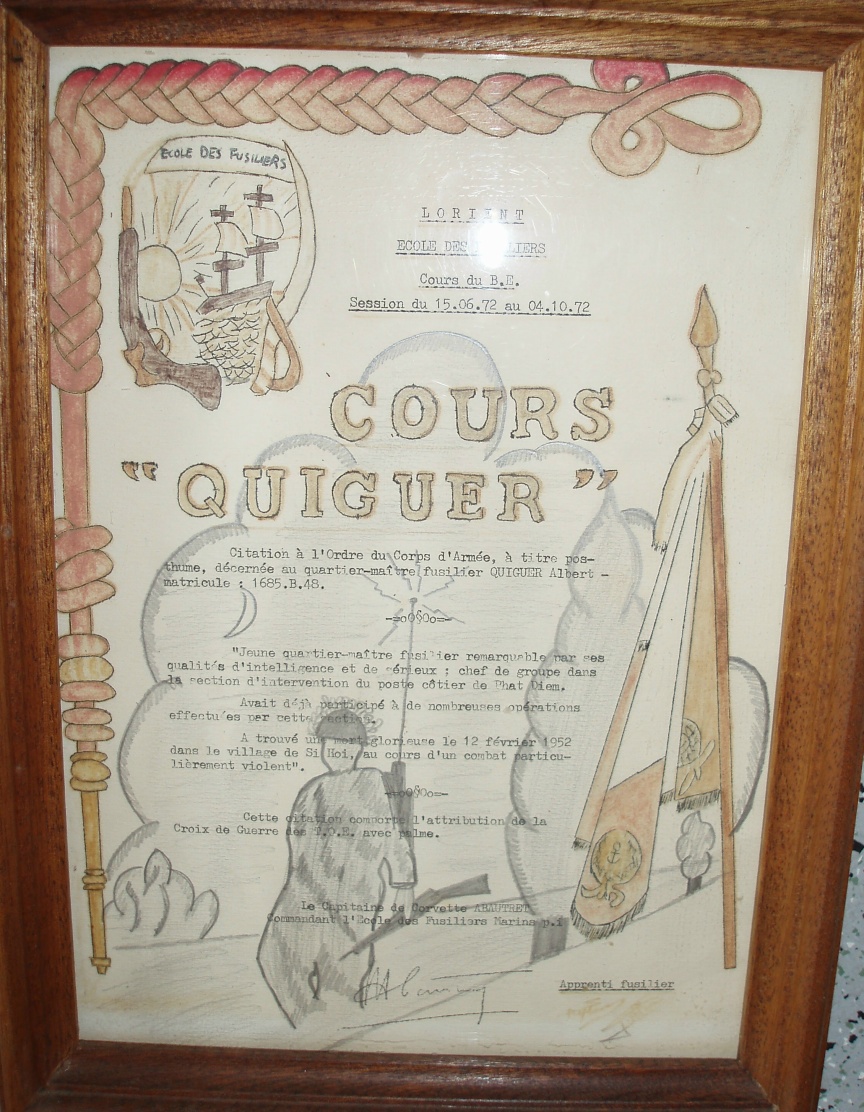 ECOLE DES FUSILIERS
LORIENT
ECOLE DES FUSILIERS
Cours du B.E.
Session du 15.06.72 au 04.10.72
COURS
"QUIGUER"
Citation à l'Ordre du Corps d'Armée, à titre pos-
thume, décernée au quartier-maître fusilier QUIGUER Albert -
matricule : 1685.B.48.
-=oO§Oo=-
"Jeune quartier-maître fusilier remarquable par ses
qualités d'intelligence et de sérieux ; chef de groupe dans
la section d'intervention du poste côtier de Phat Diem.
Avait déjà participé à de nombreuses opérations
effectuées par cette section.
A trouvé une mort glorieuse le 12 février 1952
dans le village de Si Hoi, au cours d'un combat particu-
lièrement violent".
-=oO§Oo=-
Cette citation comporte l'attribution de la
Croix de Guerre des T.O.E. avec palme.
Le Capitaine de Corvette ABAUTRET
Commandant l'Ecole des Fusiliers Marins p.i
Apprenti fusilier